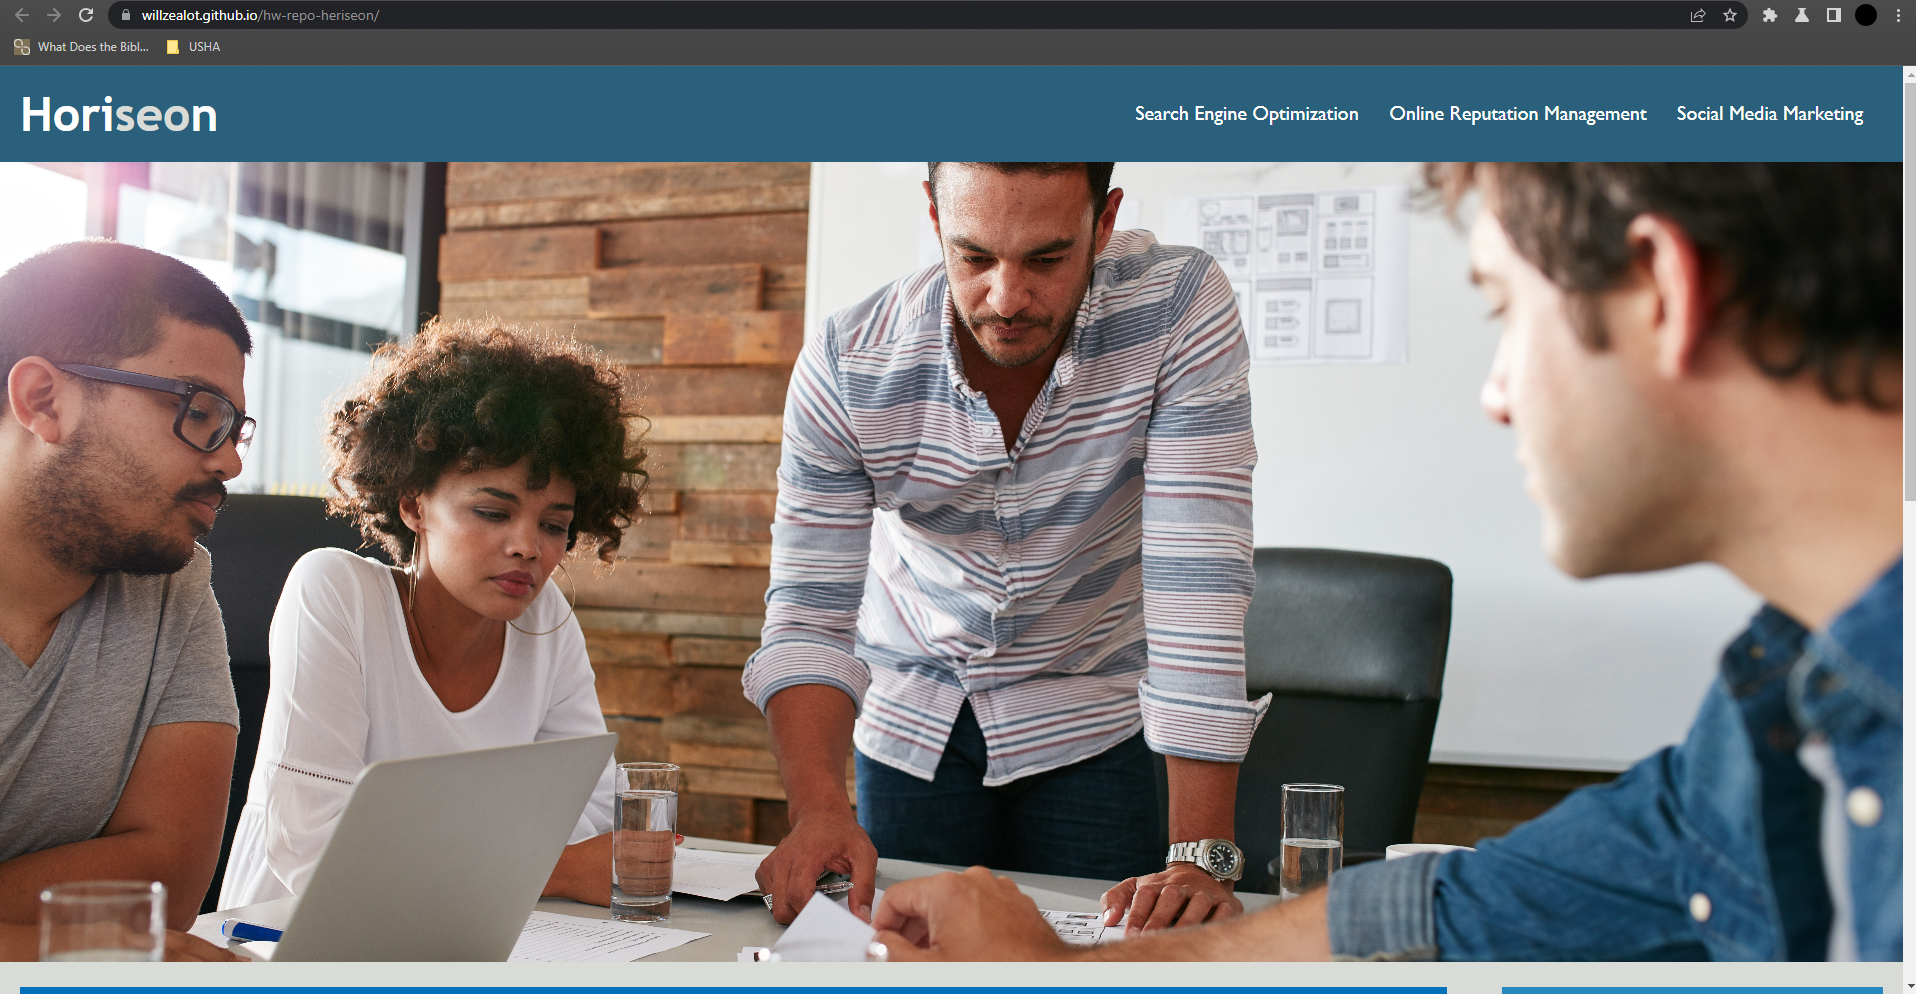 willzealot.github.io/hw-repo-heriseon/
What Does the Bibl... USHA
Horiseon
Search Engine Optimization Online Reputation Management Social Media Marketing